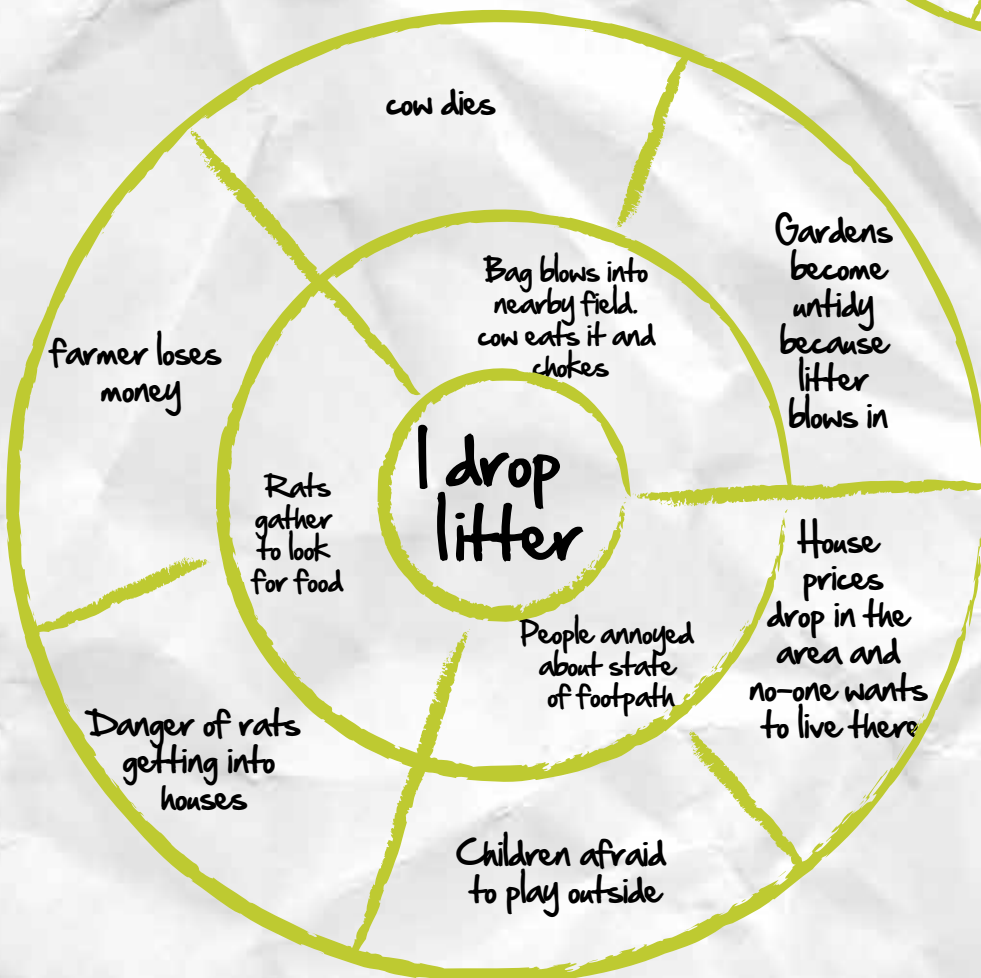 cow dies
Bag blows into
nearby field.
cow eats it and
chokes
Gardens
become
untidy
because
litter
blows in
farmer loses
money
I drop
litter
Rats
gather
to look
for food
House
prices
drop in the
area and
no-one wants
to live there
People annoyed
about state
of footpath
Danger of rats
getting into
houses
Children afraid
to play outside